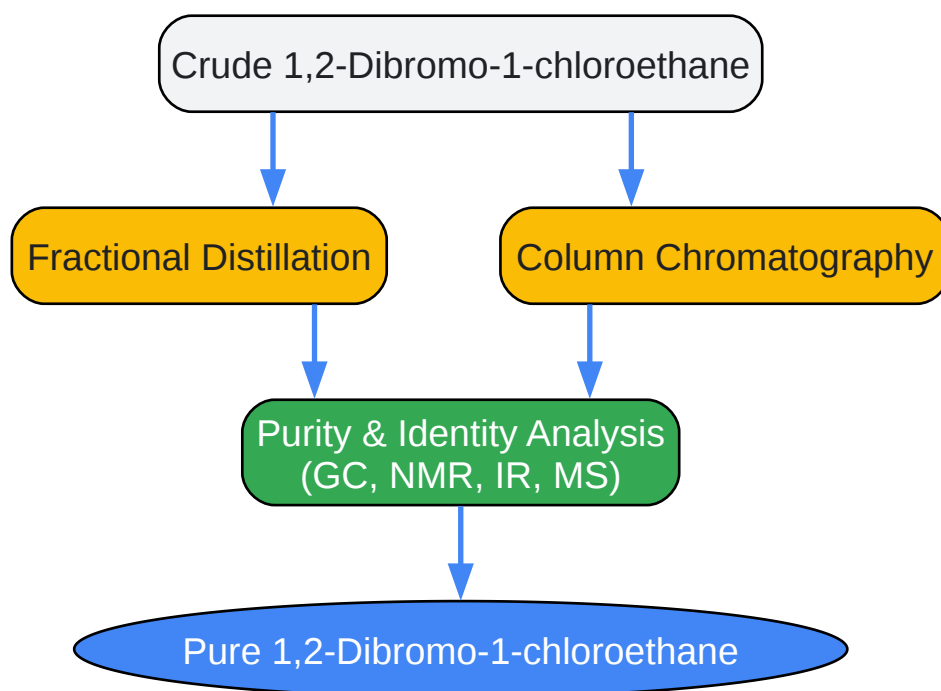 Crude 1,2-Dibromo-1-chloroethane
Fractional Distillation
Column Chromatography
Purity & Identity Analysis
(GC, NMR, IR, MS)
Pure 1,2-Dibromo-1-chloroethane